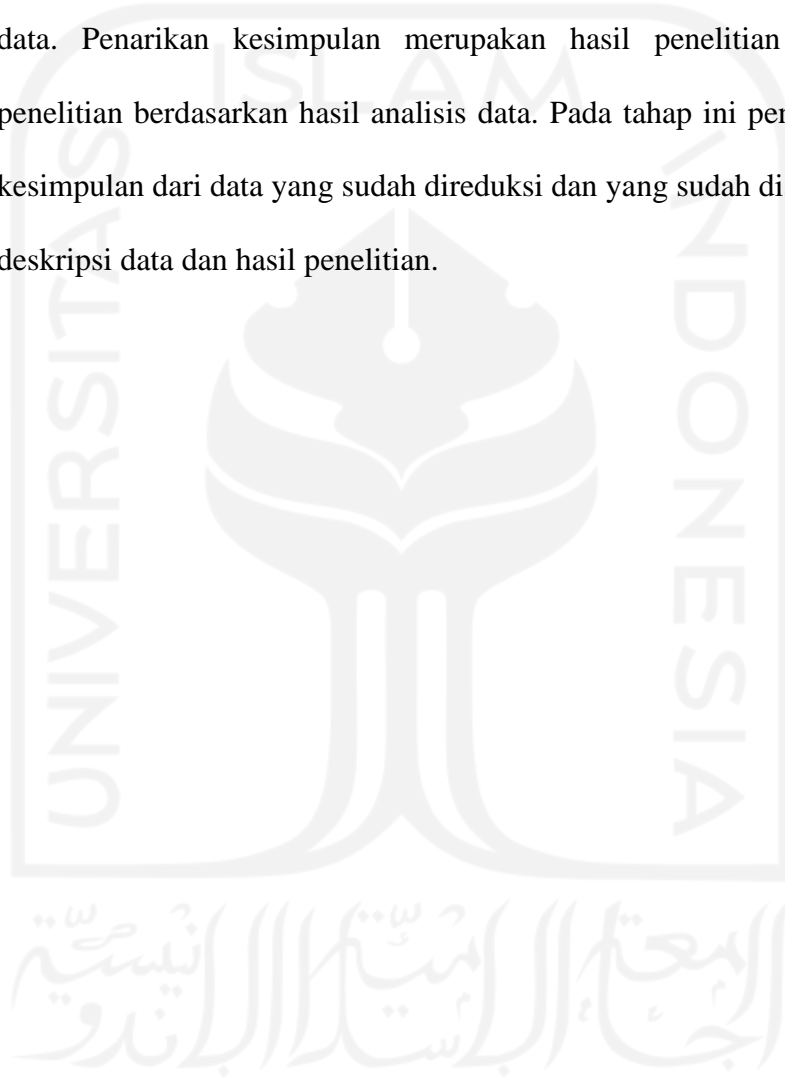 data. Penarikan kesimpulan merupakan hasil penelitian
penelitian berdasarkan hasil analisis data. Pada tahap ini pen
kesimpulan dari data yang sudah direduksi dan yang sudah di
deskripsi data dan hasil penelitian.
ISLAM
UNIVERSITAS
INDONESIA